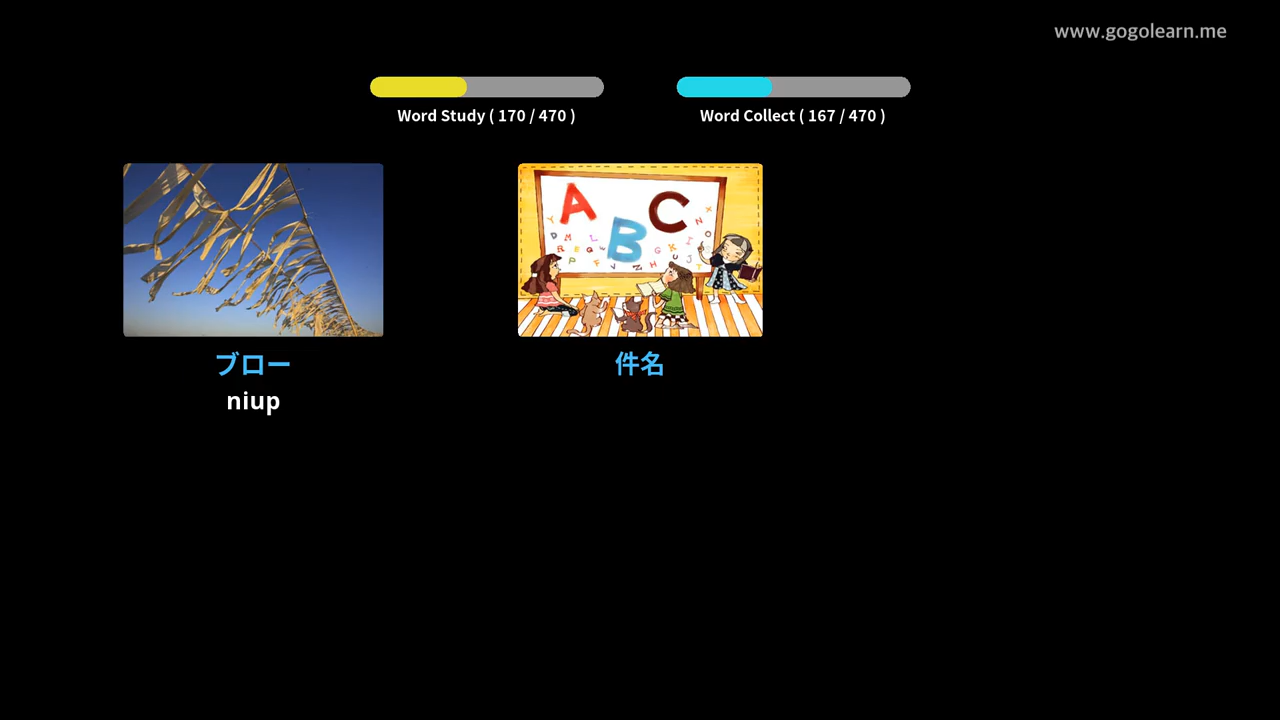 www.gogolearn.me
Word Study ( 170 / 470 )
Word Collect ( 167 / 470 )
A
B
C
ブロー
niup
件名